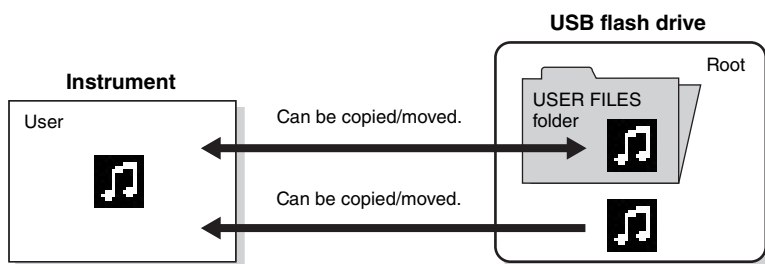 USB flash drive
Instrument
Root
User
USER FILES
folder
Can be copied/moved.
Can be copied/moved.